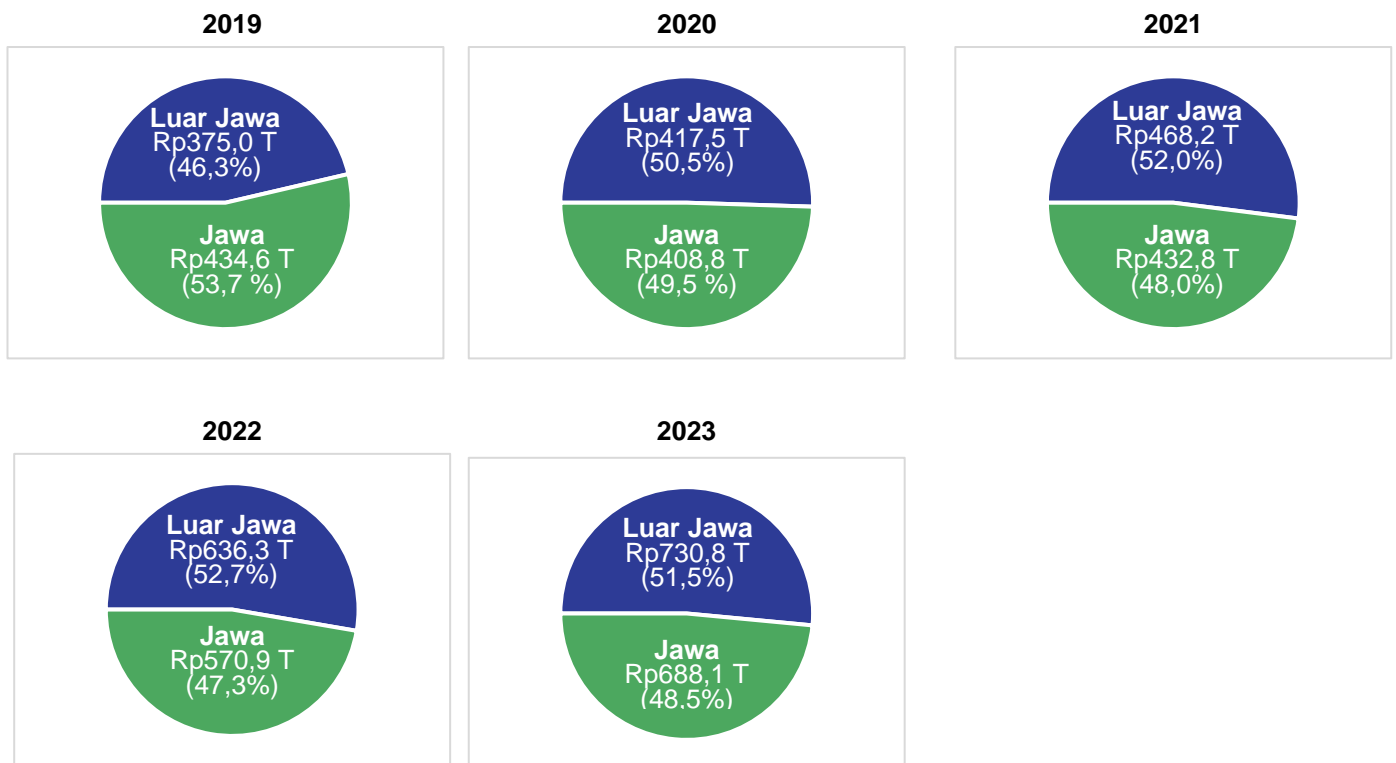 2019
Luar Jawa
Rp375,0 T
(46,3%)
Jawa
Rp434,6 T
(53,7 %)
2020
Luar Jawa
Rp417,5 T
(50,5%)
Jawa
Rp408,8 T
(49,5 %)
2021
Luar Jawa
Rp468,2 T
(52,0%)
Jawa
Rp432,8 T
(48,0%)
2022
Luar Jawa
Rp636,3 T
(52,7%)
Jawa
Rp570,9 T
(47,3%)
2023
Luar Jawa
Rp730,8 T
(51,5%)
Jawa
Rp688,1 T
(48,5%)